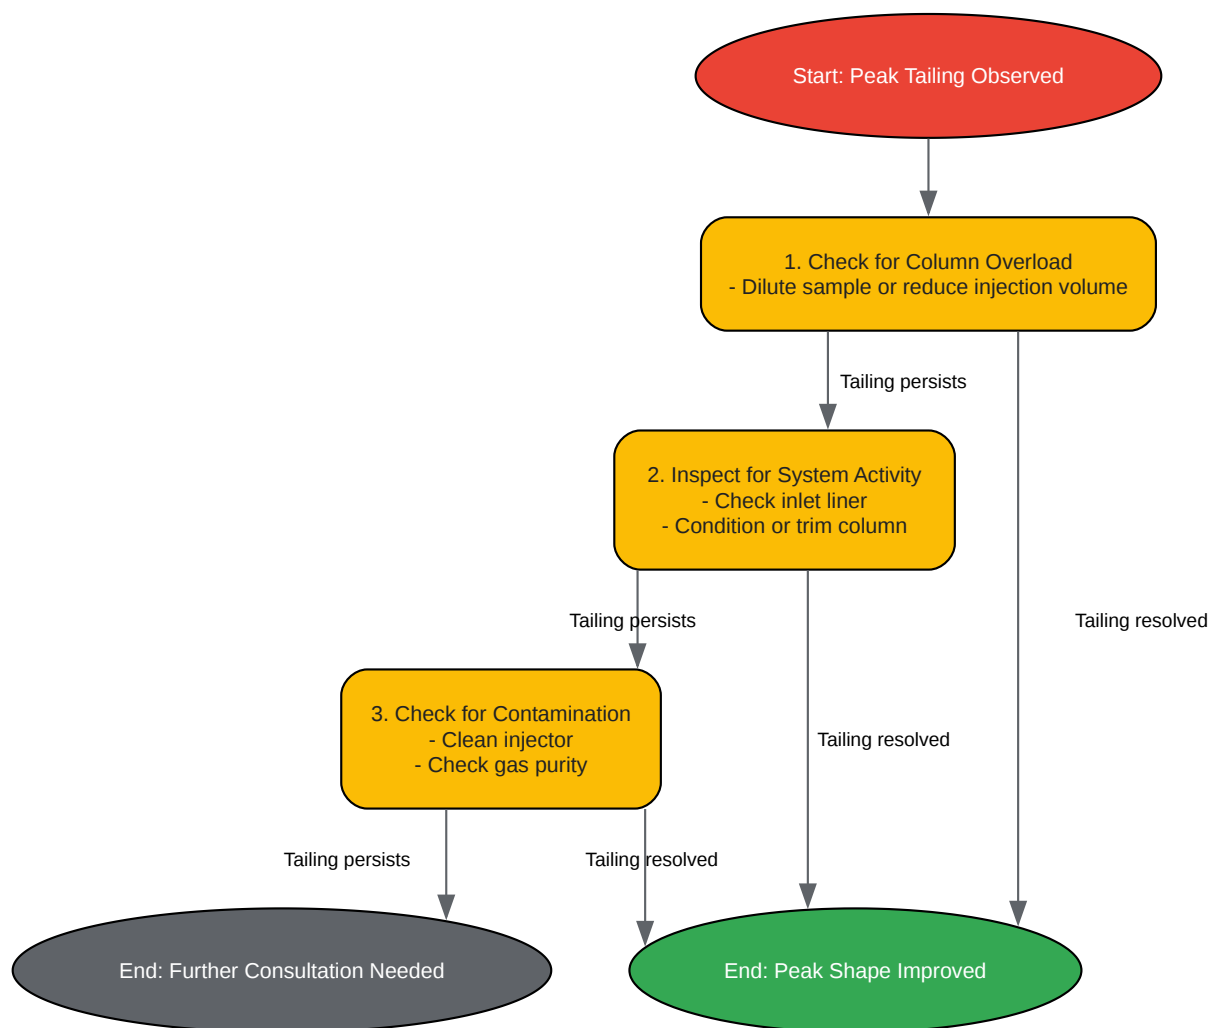 Start: Peak Tailing Observed
1. Check for Column Overload
- Dilute sample or reduce injection volume
Tailing persists
2. Inspect for System Activity
- Check inlet liner
- Condition or trim column
Tailing persists
Tailing resolved
3. Check for Contamination
- Clean injector
- Check gas purity
Tailing resolved
Tailing persists
Tailing resolved
End: Further Consultation Needed
End: Peak Shape Improved